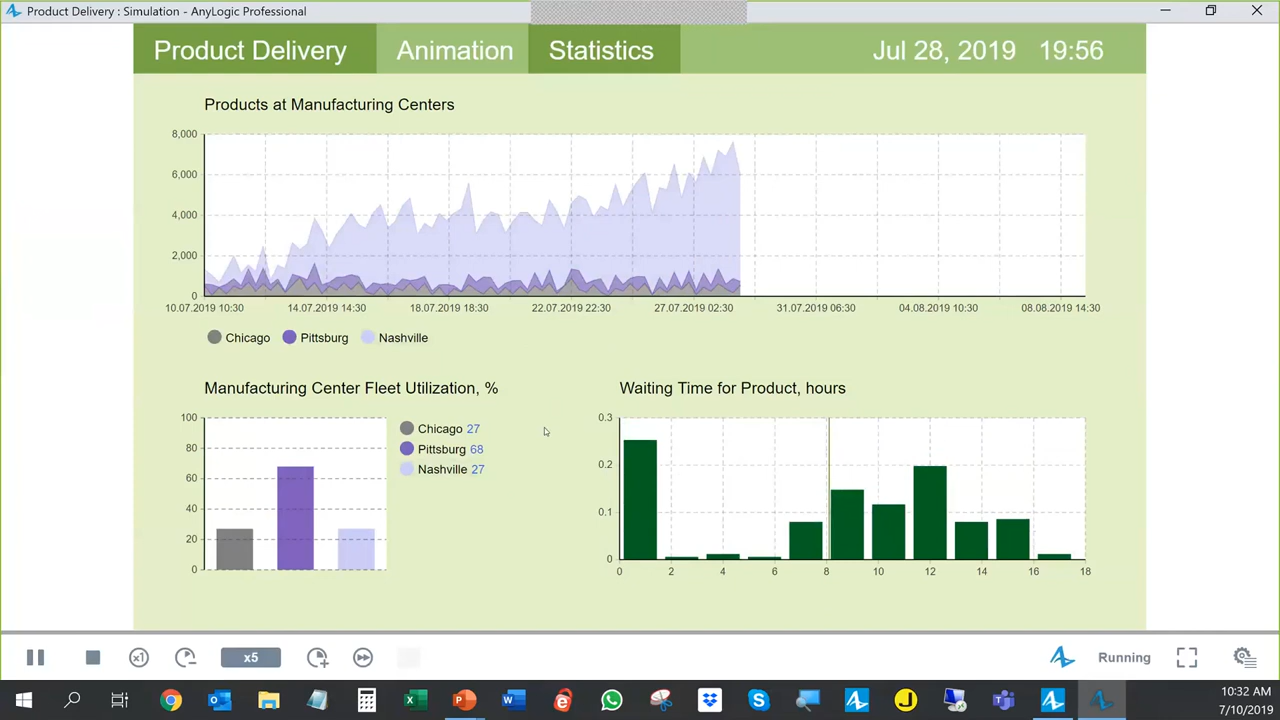 Product Delivery : Simulation - AnyLogic Professional
Product Delivery Animation Statistics Jul 28, 2019 19:56
Products at Manufacturing Centers
8,000
6,000
4,000
2,000
0
10.07.2019 10:30 14.07.2019 14:30 18.07.2019 18:30 22.07.2019 22:30 27.07.2019 02:30 31.07.2019 06:30 04.08.2019 10:30 08.08.2019 14:30
Chicago Pittsburg Nashville
Manufacturing Center Fleet Utilization, %
100
80
60
40
20
0
Chicago 27
Pittsburg 68
Nashville 27
Waiting Time for Product, hours
0.3
0.2
0.1
0
0 2 4 6 8 10 12 14 16 18
x1 x5 Running
10:32 AM
7/10/2019